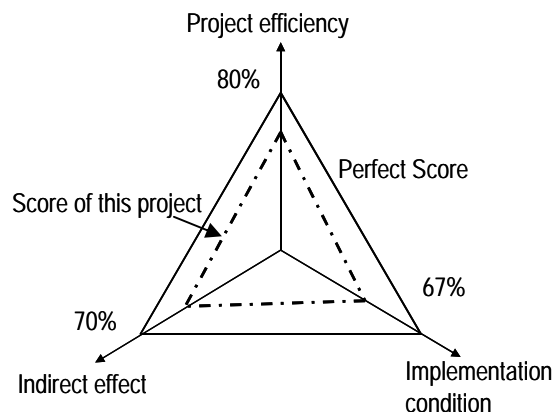 Project efficiency
80%
Perfect Score
Score of this project
67%
70%
Indirect effect
Implementation
condition